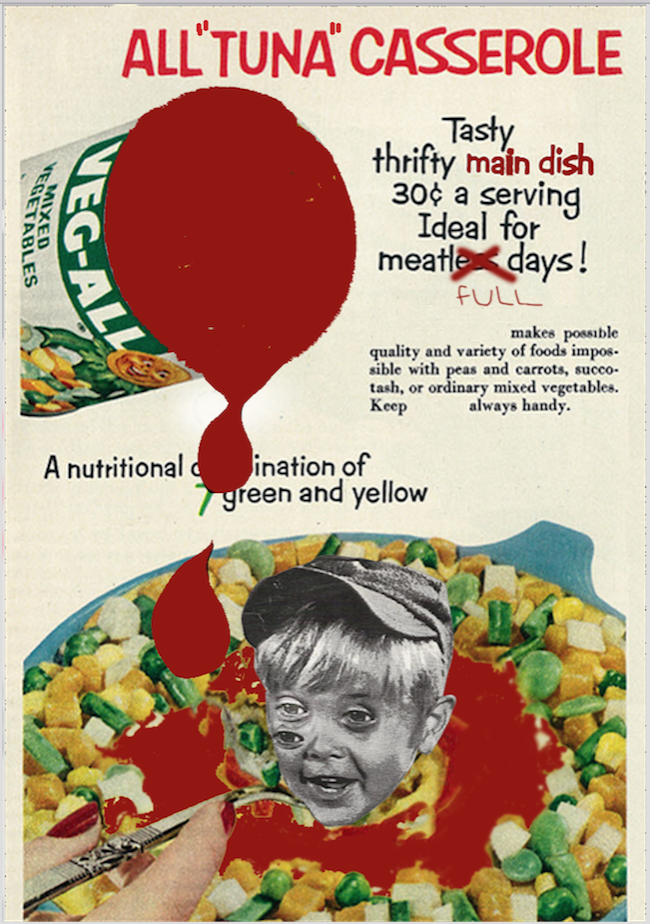 ALL "TUNA" CASSEROLE
Tasty
thrifty main dish
30¢ a serving
Ideal for
meatless days!
FULL
VEG-ALL
MIXED
VEGETABLES
makes possible
quality and variety of foods impos-
sible with peas and carrots, succo-
tash, or ordinary mixed vegetables.
Keep always handy.
A nutritional ination of
7 green and yellow